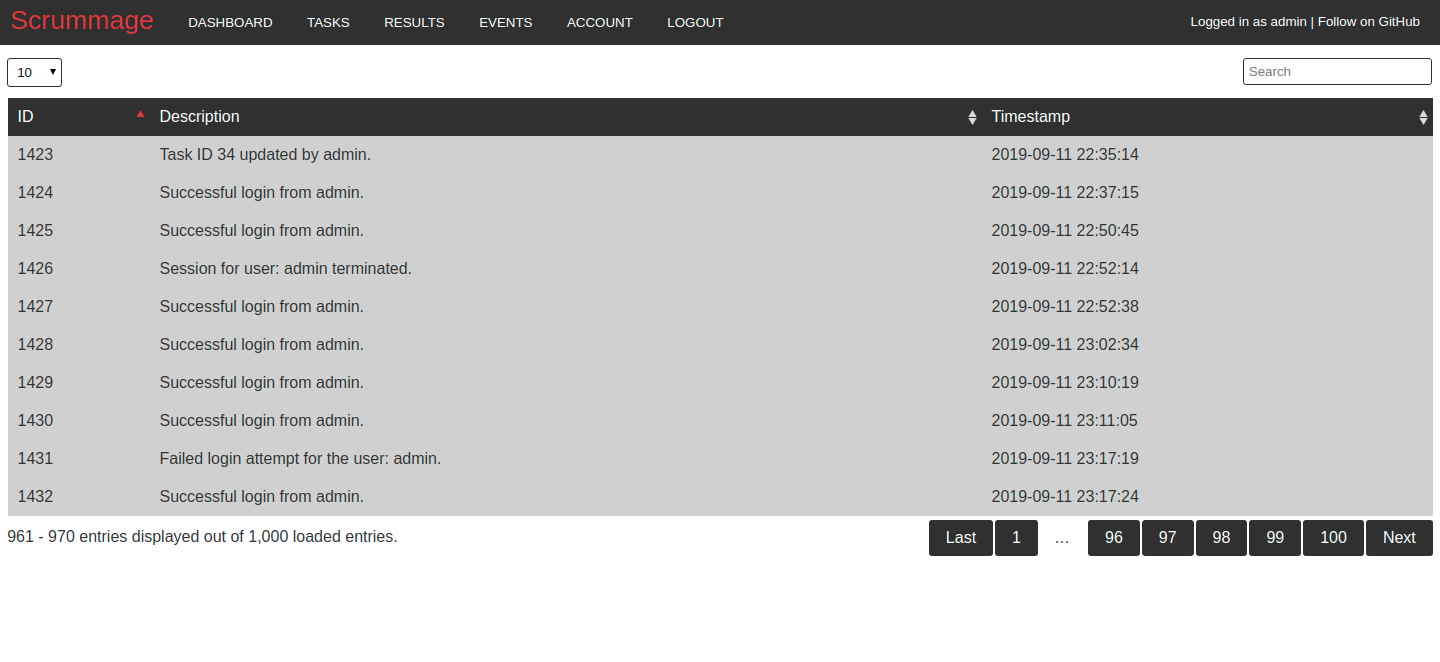 Scrummage DASHBOARD TASKS RESULTS EVENTS ACCOUNT LOGOUT Logged in as admin | Follow on GitHub
10 Search
ID Description Timestamp
1423 Task ID 34 updated by admin. 2019-09-11 22:35:14
1424 Successful login from admin. 2019-09-11 22:37:15
1425 Successful login from admin. 2019-09-11 22:50:45
1426 Session for user: admin terminated. 2019-09-11 22:52:14
1427 Successful login from admin. 2019-09-11 22:52:38
1428 Successful login from admin. 2019-09-11 23:02:34
1429 Successful login from admin. 2019-09-11 23:10:19
1430 Successful login from admin. 2019-09-11 23:11:05
1431 Failed login attempt for the user: admin. 2019-09-11 23:17:19
1432 Successful login from admin. 2019-09-11 23:17:24
961 - 970 entries displayed out of 1,000 loaded entries. Last 1 … 96 97 98 99 100 Next